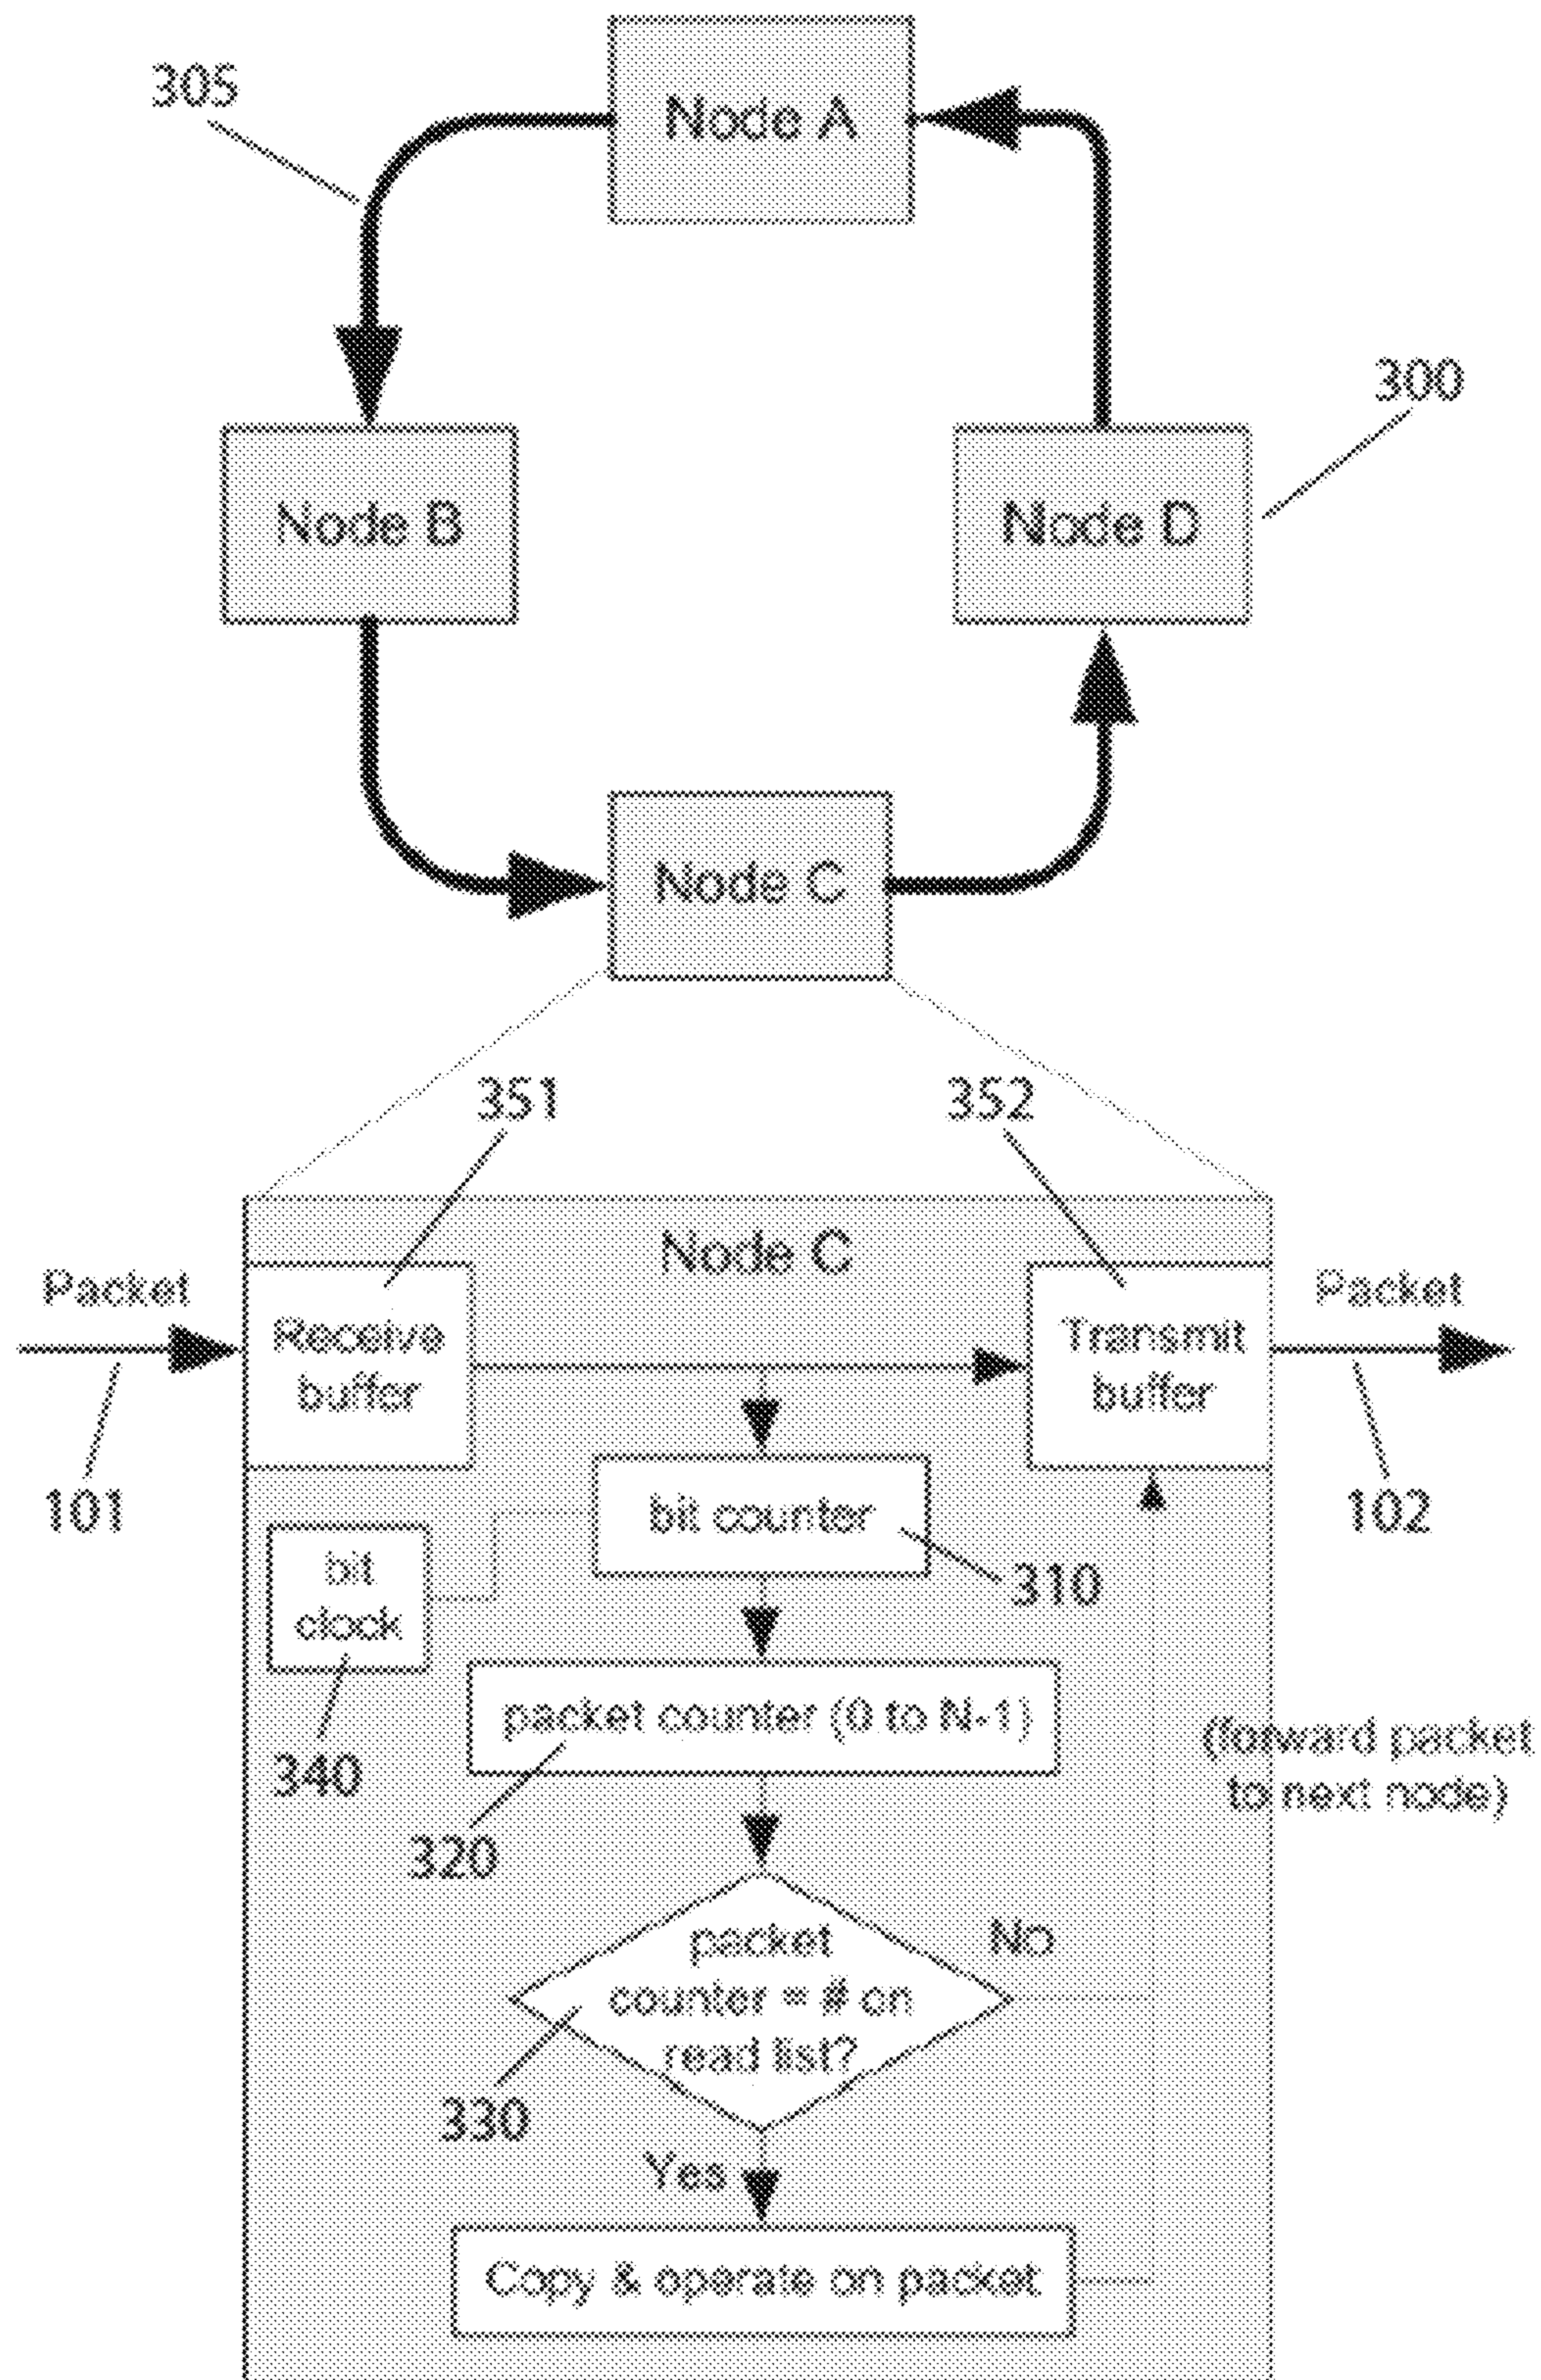 305
Node A
300
Node B
Node D
Node C
351
352
Node C
Packet
Packet
Receive
buffer
Transmit
buffer
101
102
bit counter
310
bit
clock
340
packet counter (0 to N-1)
320
(forward packet
to next node)
No
packet
counter = # on
read list?
330
Yes
Copy & operate on packet